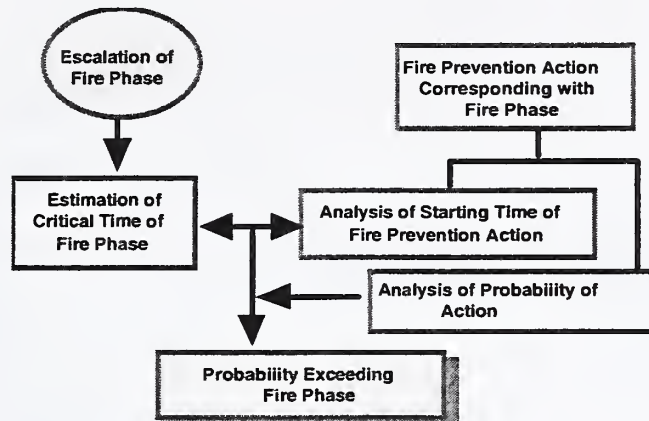 Escalation of
Fire Phase
Fire Prevention Action
Corresponding with
Fire Phase
Estimation of
Critical Time of
Fire Phase
Analysis of Starting Time of
Fire Prevention Action
Analysis of Probability of
Action
Probability Exceeding
Fire Phase